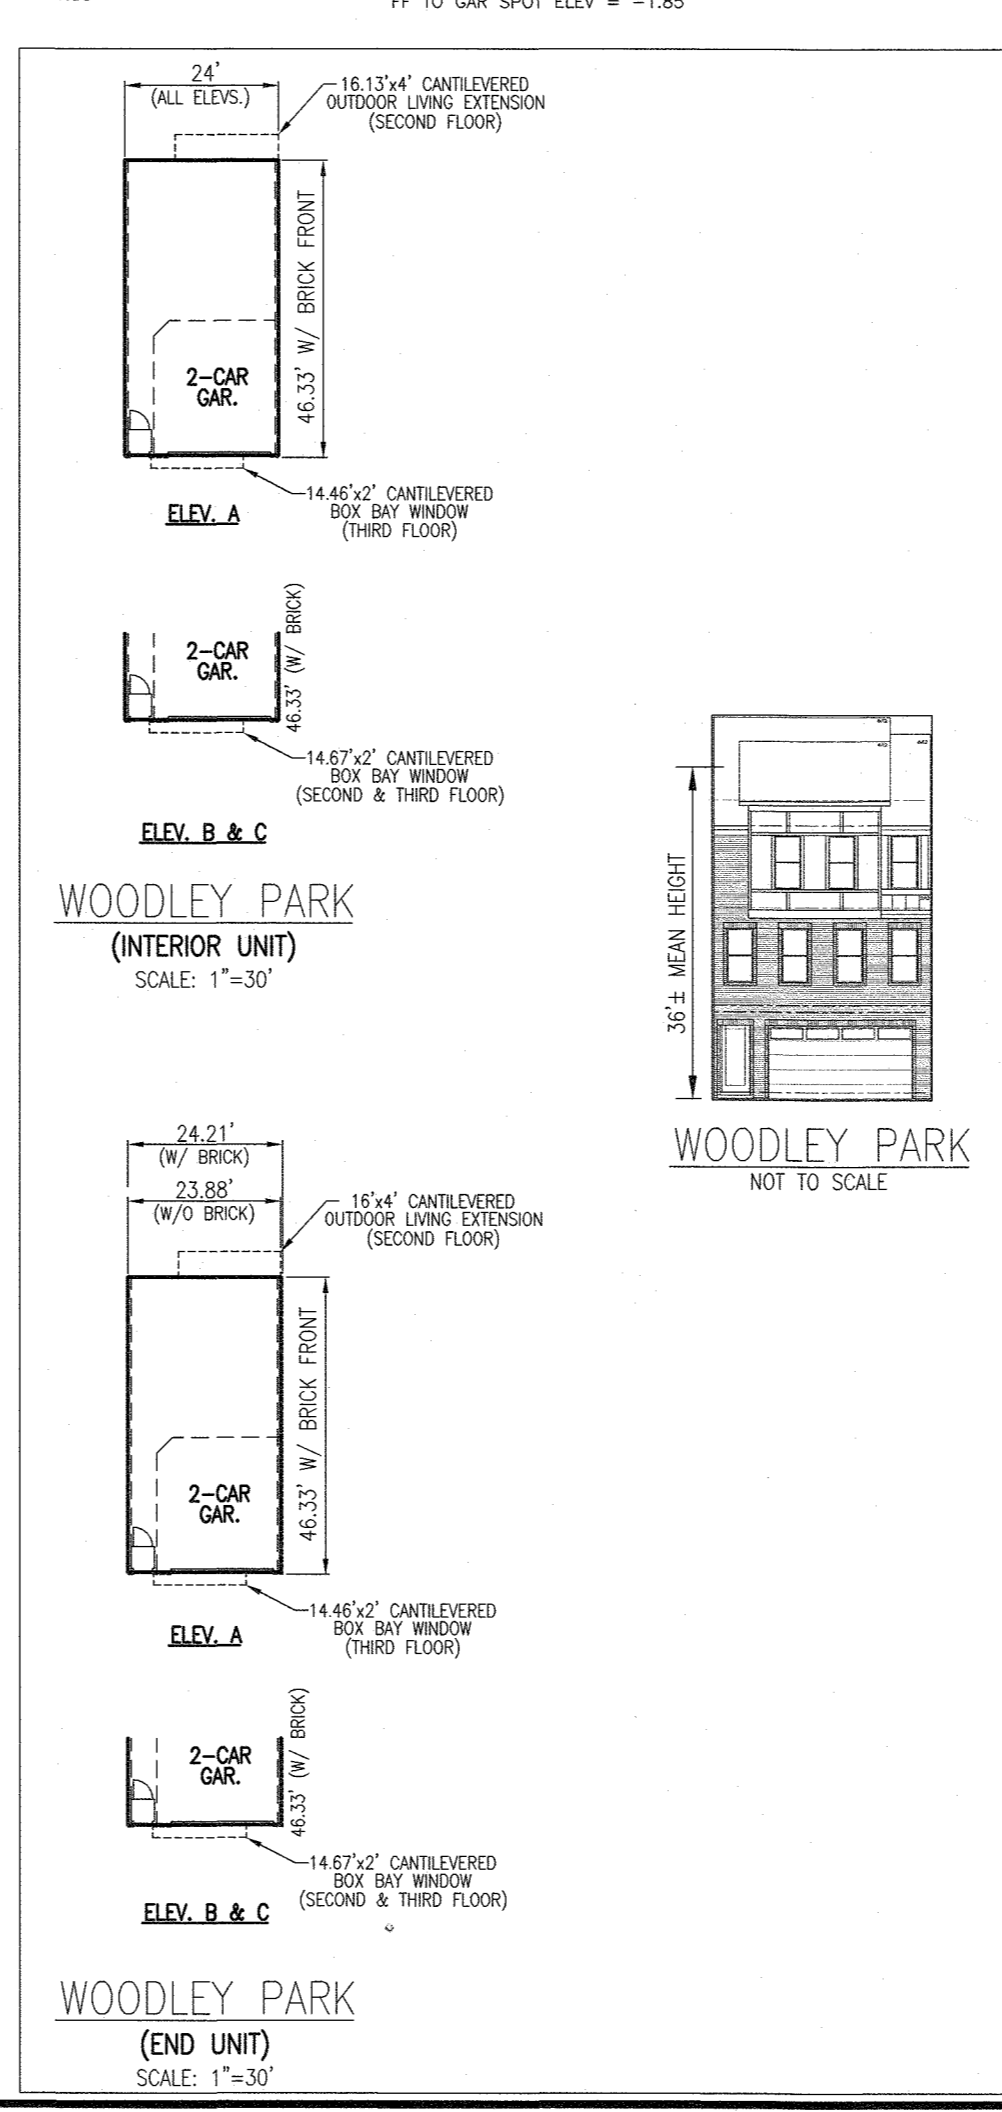 FF TO GAR SPOT ELEV = -1.85
24'
(ALL ELEVS.)
16.13'x4' CANTILEVERED
OUTDOOR LIVING EXTENSION
(SECOND FLOOR)
46.33' W/ BRICK FRONT
2-CAR
GAR.
14.46'x2' CANTILEVERED
BOX BAY WINDOW
(THIRD FLOOR)
ELEV. A
2-CAR
GAR.
46.33' (W/ BRICK)
14.67'x2' CANTILEVERED
BOX BAY WINDOW
(SECOND & THIRD FLOOR)
ELEV. B & C
WOODLEY PARK
(INTERIOR UNIT)
SCALE: 1"=30'
36'± MEAN HEIGHT
WOODLEY PARK
NOT TO SCALE
24.21'
(W/ BRICK)
23.88'
(W/O BRICK)
16'x4' CANTILEVERED
OUTDOOR LIVING EXTENSION
(SECOND FLOOR)
46.33' W/ BRICK FRONT
2-CAR
GAR.
14.46'x2' CANTILEVERED
BOX BAY WINDOW
(THIRD FLOOR)
ELEV. A
2-CAR
GAR.
46.33' (W/ BRICK)
14.67'x2' CANTILEVERED
BOX BAY WINDOW
(SECOND & THIRD FLOOR)
ELEV. B & C
WOODLEY PARK
(END UNIT)
SCALE: 1"=30'